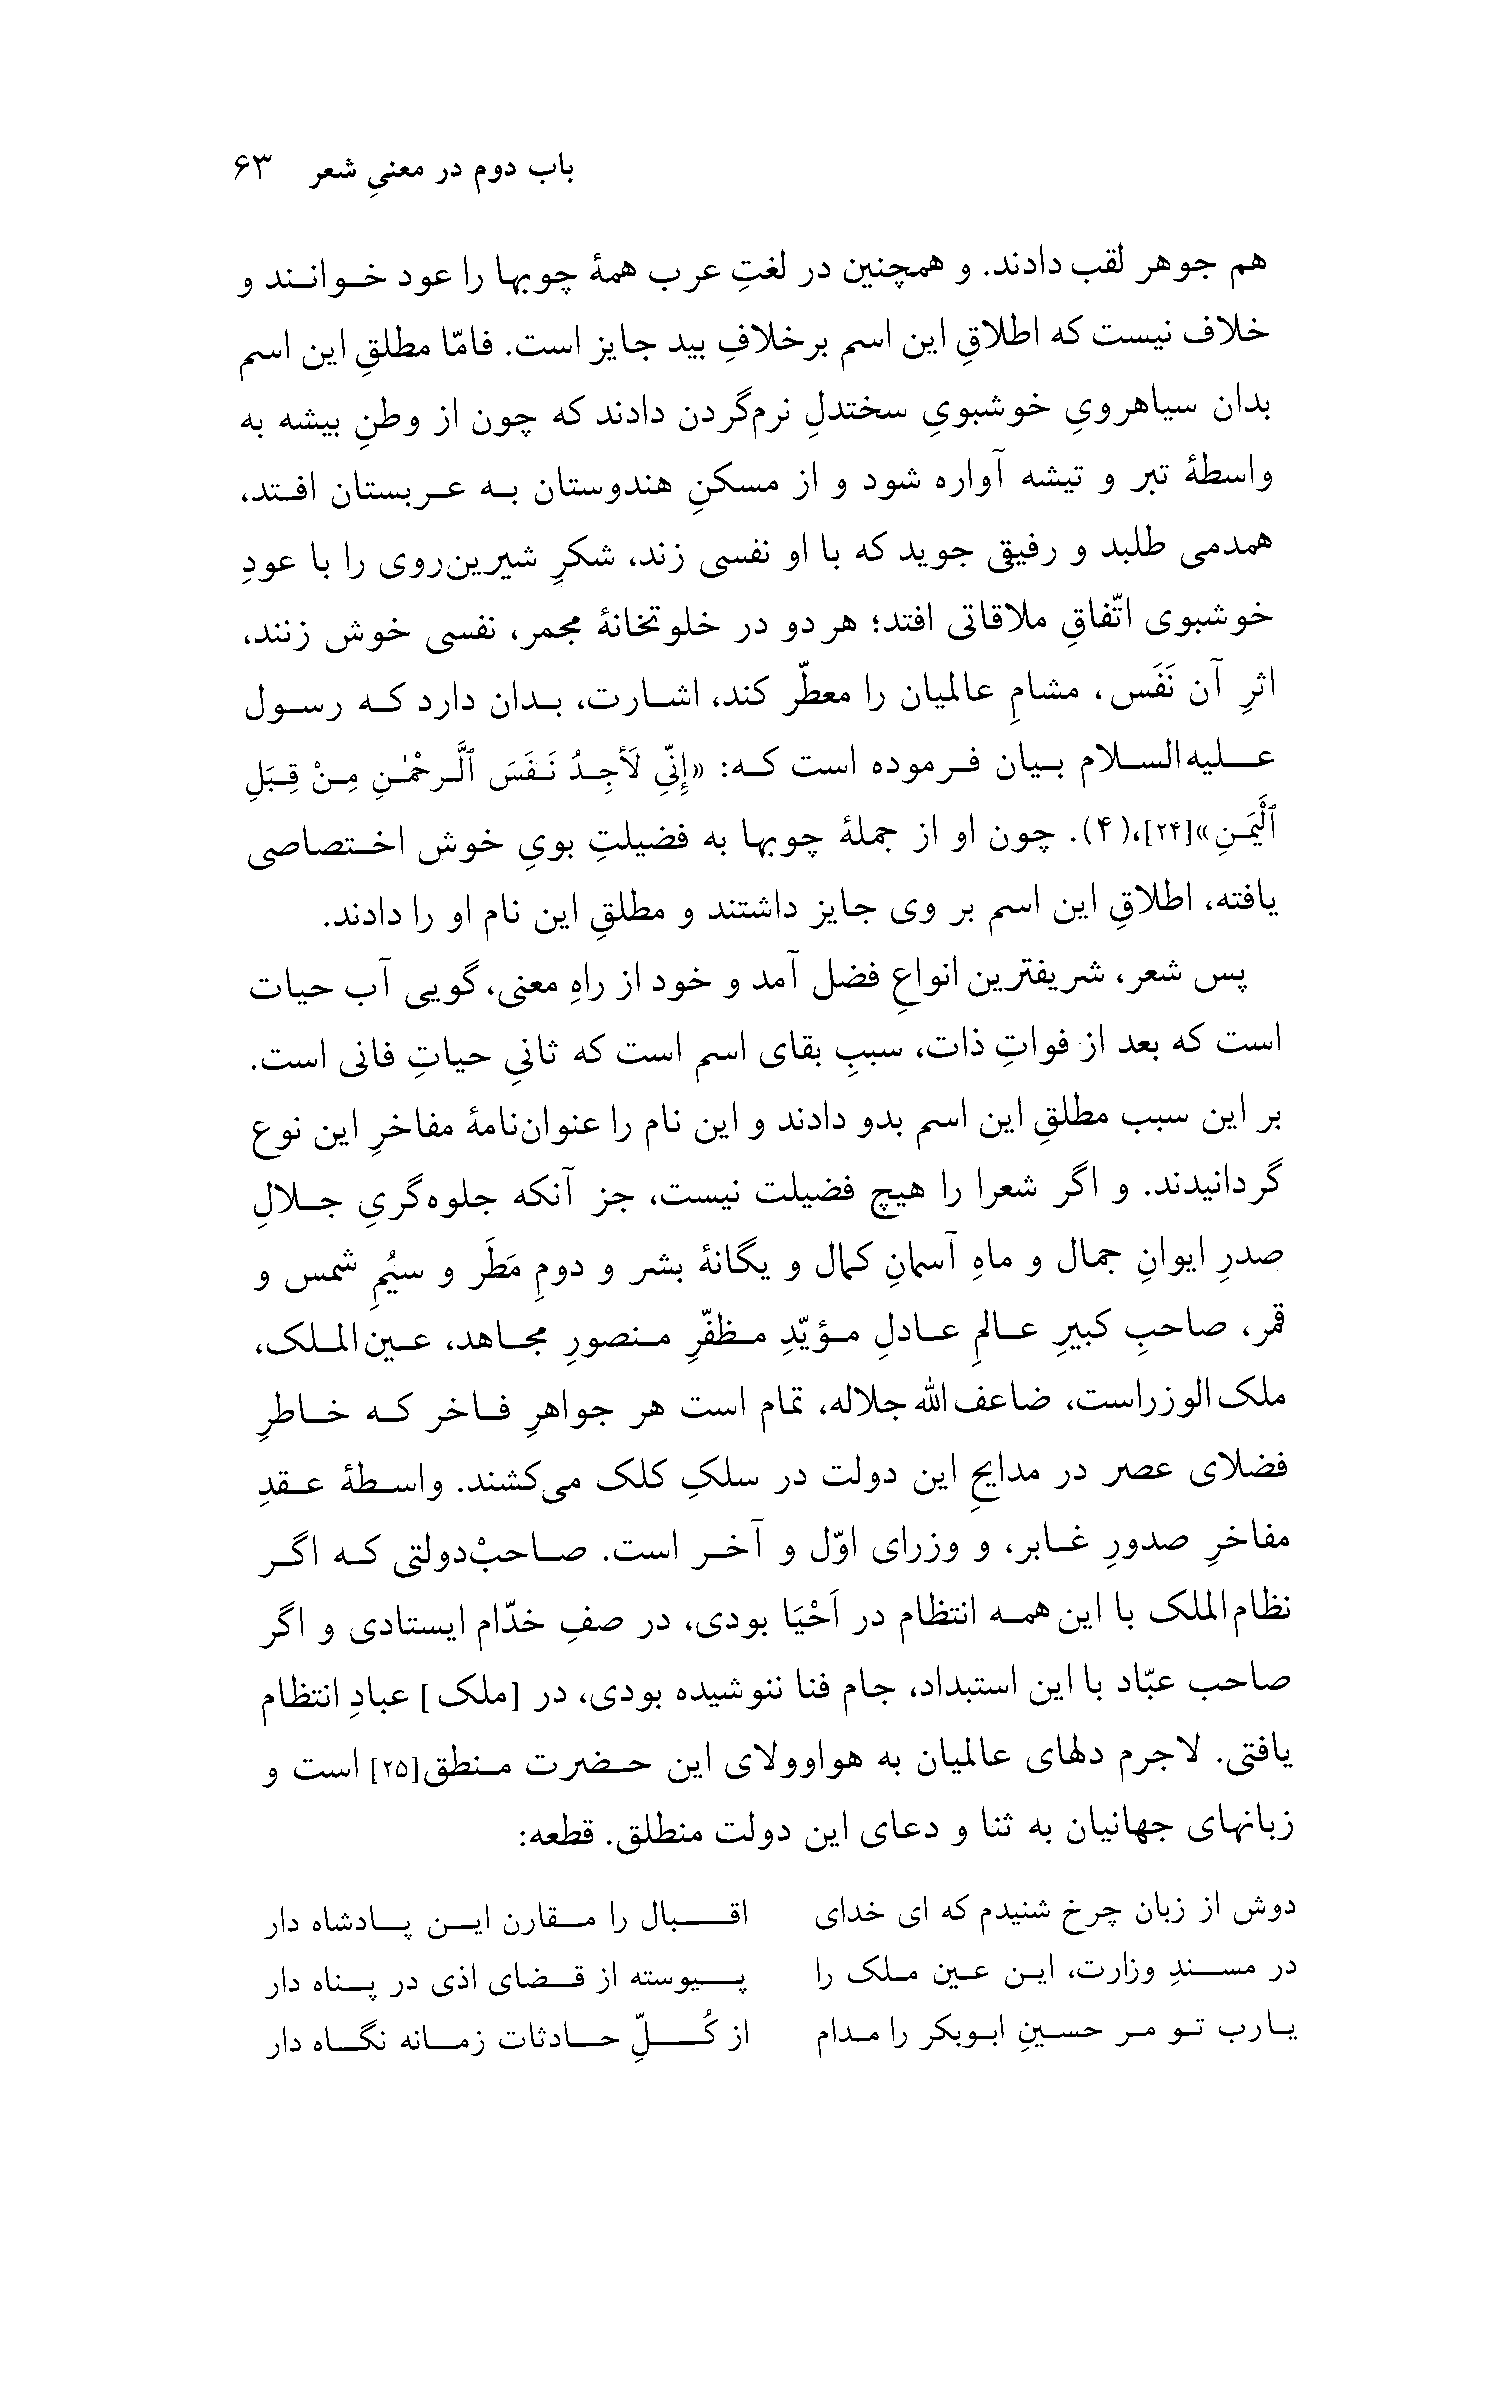 باب دوم در معنیِ شعر ۶۳
هم جوهر لقب دادند. و همچنین در لغتِ عرب همهٔ چوبها را عود خوانند و
خلاف نیست که اطلاقِ این اسم برخلافِ بید جایز است. فامّا مطلقِ این اسم
بدان سیاهرویِ خوشبویِ سختدلِ نرم‌گردن دادند که چون از وطنِ بیشه به
واسطهٔ تبر و تیشه آواره شود و از مسکنِ هندوستان به عربستان افتد،
همدمی طلبد و رفیقی جوید که با او نفسی زند، شکرِ شیرین‌روی را با عودِ
خوشبوی اتّفاقِ ملاقاتی افتد؛ هر دو در خلوتخانهٔ مجمر، نفسی خوش زنند،
اثرِ آن نَفَس، مشامِ عالمیان را معطّر کند، اشارت، بدان دارد که رسول
علیه‌السلام بیان فرموده است که: «إِنّیِ لَأَجِدُ نَفَسَ ٱلَّرحْمٰنِ مِنْ قِبَلِ
ٱلْیَمَنِ»[۲۴]،(۴). چون او از جملهٔ چوبها به فضیلتِ بویِ خوش اختصاصی
یافته، اطلاقِ این اسم بر وی جایز داشتند و مطلقِ این نام او را دادند.
پس شعر، شریفترین انواعِ فضل آمد و خود از راهِ معنی، گویی آب حیات
است که بعد از فواتِ ذات، سببِ بقای اسم است که ثانیِ حیاتِ فانی است.
بر این سبب مطلقِ این اسم بدو دادند و این نام را عنوان‌نامهٔ مفاخرِ این نوع
گردانیدند. و اگر شعرا را هیچ فضیلت نیست، جز آنکه جلوه‌گریِ جلالِ
صدرِ ایوانِ جمال و ماهِ آسمانِ کمال و یگانهٔ بشر و دومِ مَطَر و سیُمِ شمس و
قمر، صاحبِ کبیرِ عالمِ عادلِ مؤیّدِ مظفّرِ منصورِ مجاهد، عین‌الملک،
ملک‌الوزراست، ضاعف‌الله‌جلاله، تمام است هر جواهرِ فاخر که خاطرِ
فضلای عصر در مدایحِ این دولت در سلکِ کلک می‌کشند. واسطهٔ عقدِ
مفاخرِ صدورِ غابر، و وزرای اوّل و آخر است. صاحبْ‌دولتی که اگر
نظام‌الملک با این‌همه انتظام در اَحْیَا بودی، در صفِ خدّام ایستادی و اگر
صاحب عبّاد با این استبداد، جام فنا ننوشیده بودی، در [ملک] عبادِ انتظام
یافتی. لاجرم دلهای عالمیان به هواوولای این حضرت منطق[۲۵] است و
زبانهای جهانیان به ثنا و دعای این دولت منطلق. قطعه:
دوش از زبان چرخ شنیدم که ای خدای اقبال را مقارن این پادشاه دار
در مسندِ وزارت، این عین ملک را پیوسته از قضای اذی در پناه دار
یارب تو مر حسینِ ابوبکر را مدام از کُلِّ حادثات زمانه نگاه دار